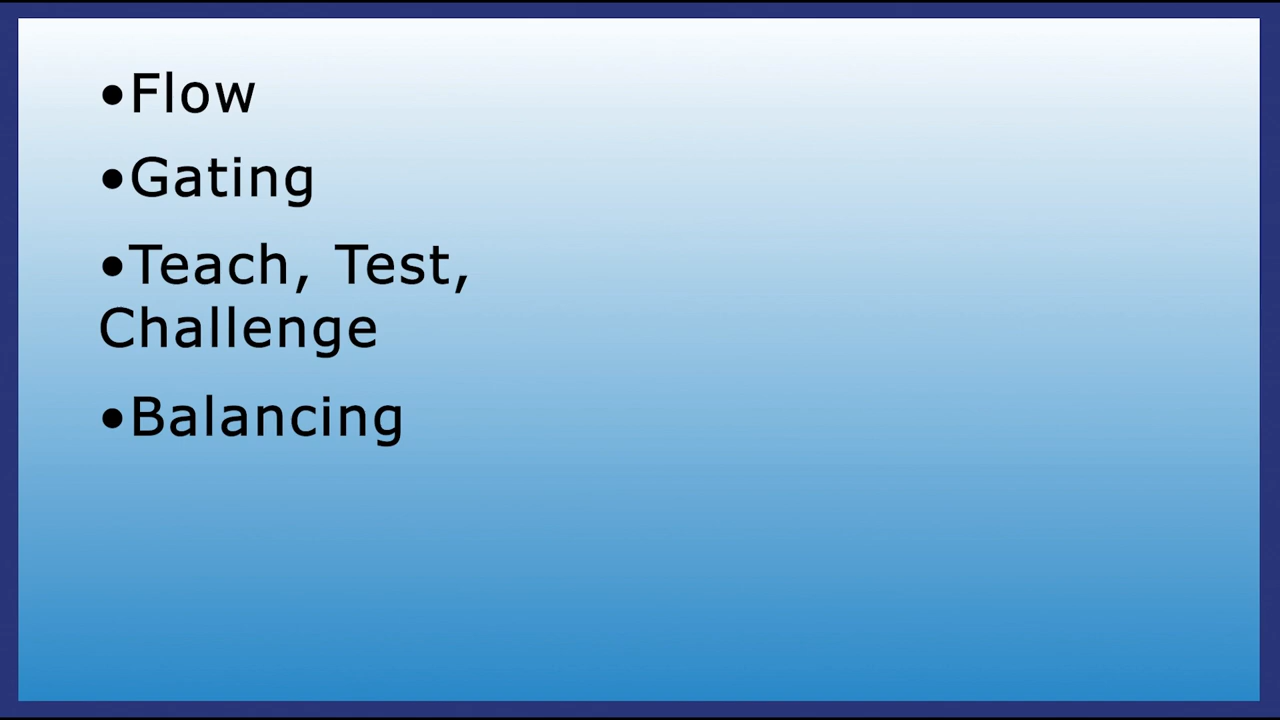 •Flow
•Gating
•Teach, Test,
Challenge
•Balancing